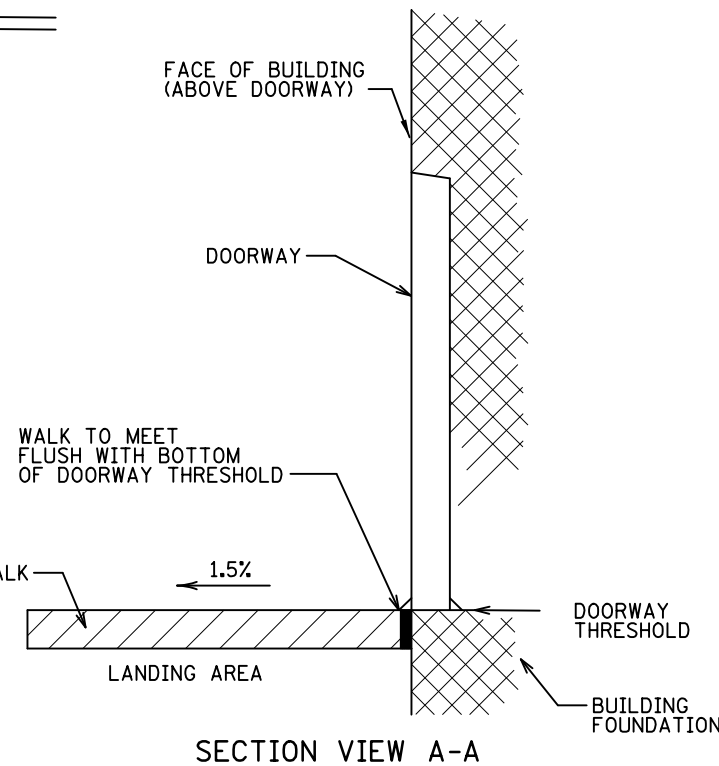 FACE OF BUILDING
(ABOVE DOORWAY)
DOORWAY
WALK TO MEET
FLUSH WITH BOTTOM
OF DOORWAY THRESHOLD
ALK
1.5%
DOORWAY
THRESHOLD
LANDING AREA
BUILDING
FOUNDATION
SECTION VIEW A-A